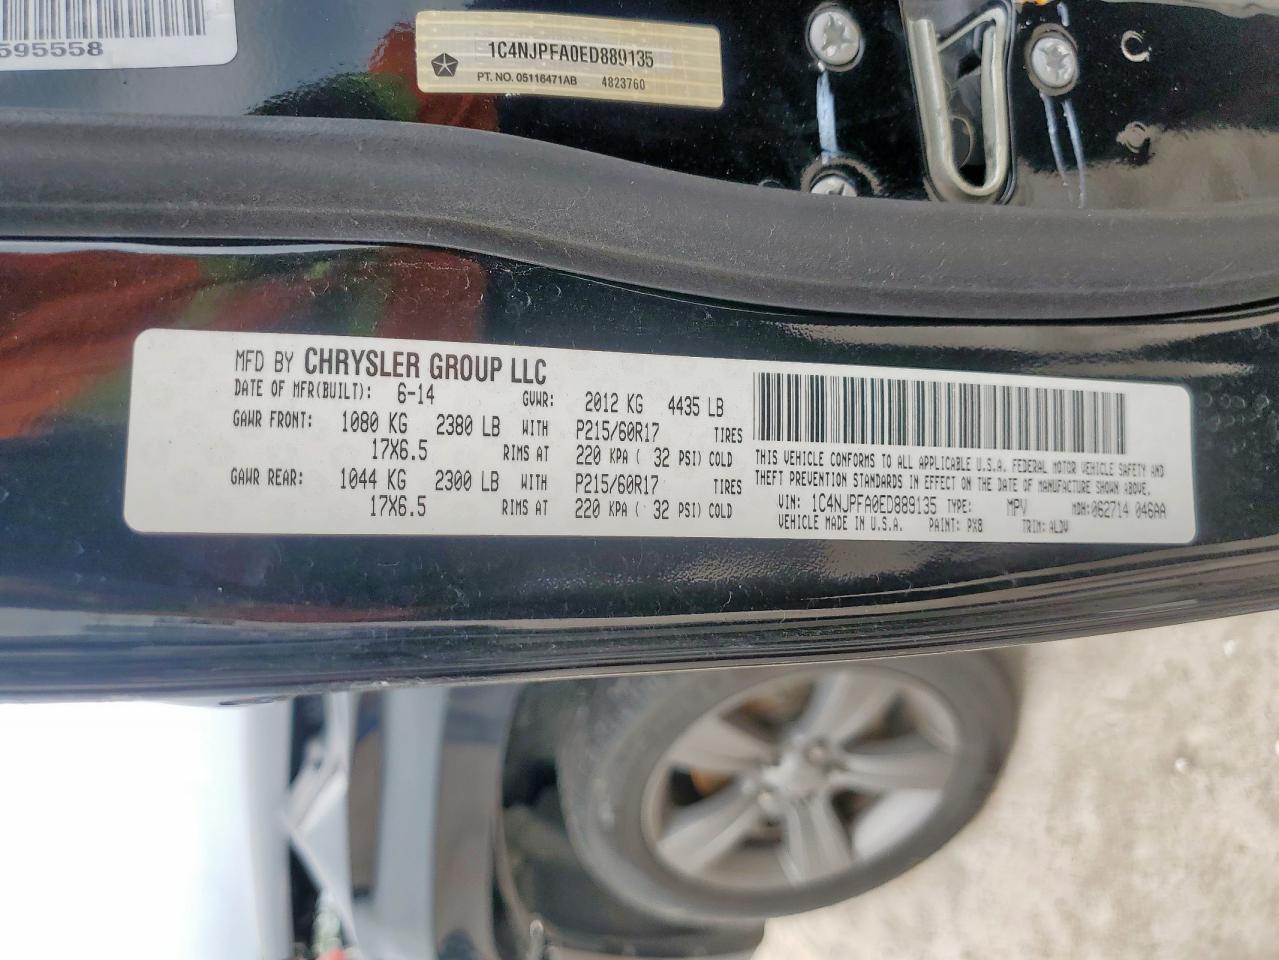 595558
1C4NJPFA0ED889135
PT. NO. 05116471AB 4823760
MFD BY CHRYSLER GROUP LLC
DATE OF MFR(BUILT): 6-14 GVWR: 2012 KG 4435 LB
GAWR FRONT: 1080 KG 2380 LB WITH P215/60R17 TIRES
17X6.5 RIMS AT 220 KPA ( 32 PSI) COLD
GAWR REAR: 1044 KG 2300 LB WITH P215/60R17 TIRES
17X6.5 RIMS AT 220 KPA ( 32 PSI) COLD
THIS VEHICLE CONFORMS TO ALL APPLICABLE U.S.A. FEDERAL MOTOR VEHICLE SAFETY AND
THEFT PREVENTION STANDARDS IN EFFECT ON THE DATE OF MANUFACTURE SHOWN ABOVE.
VIN: 1C4NJPFA0ED889135 TYPE: MPV MDH:062714 046AA
VEHICLE MADE IN U.S.A. PAINT: PX8 TRIM: ALDV